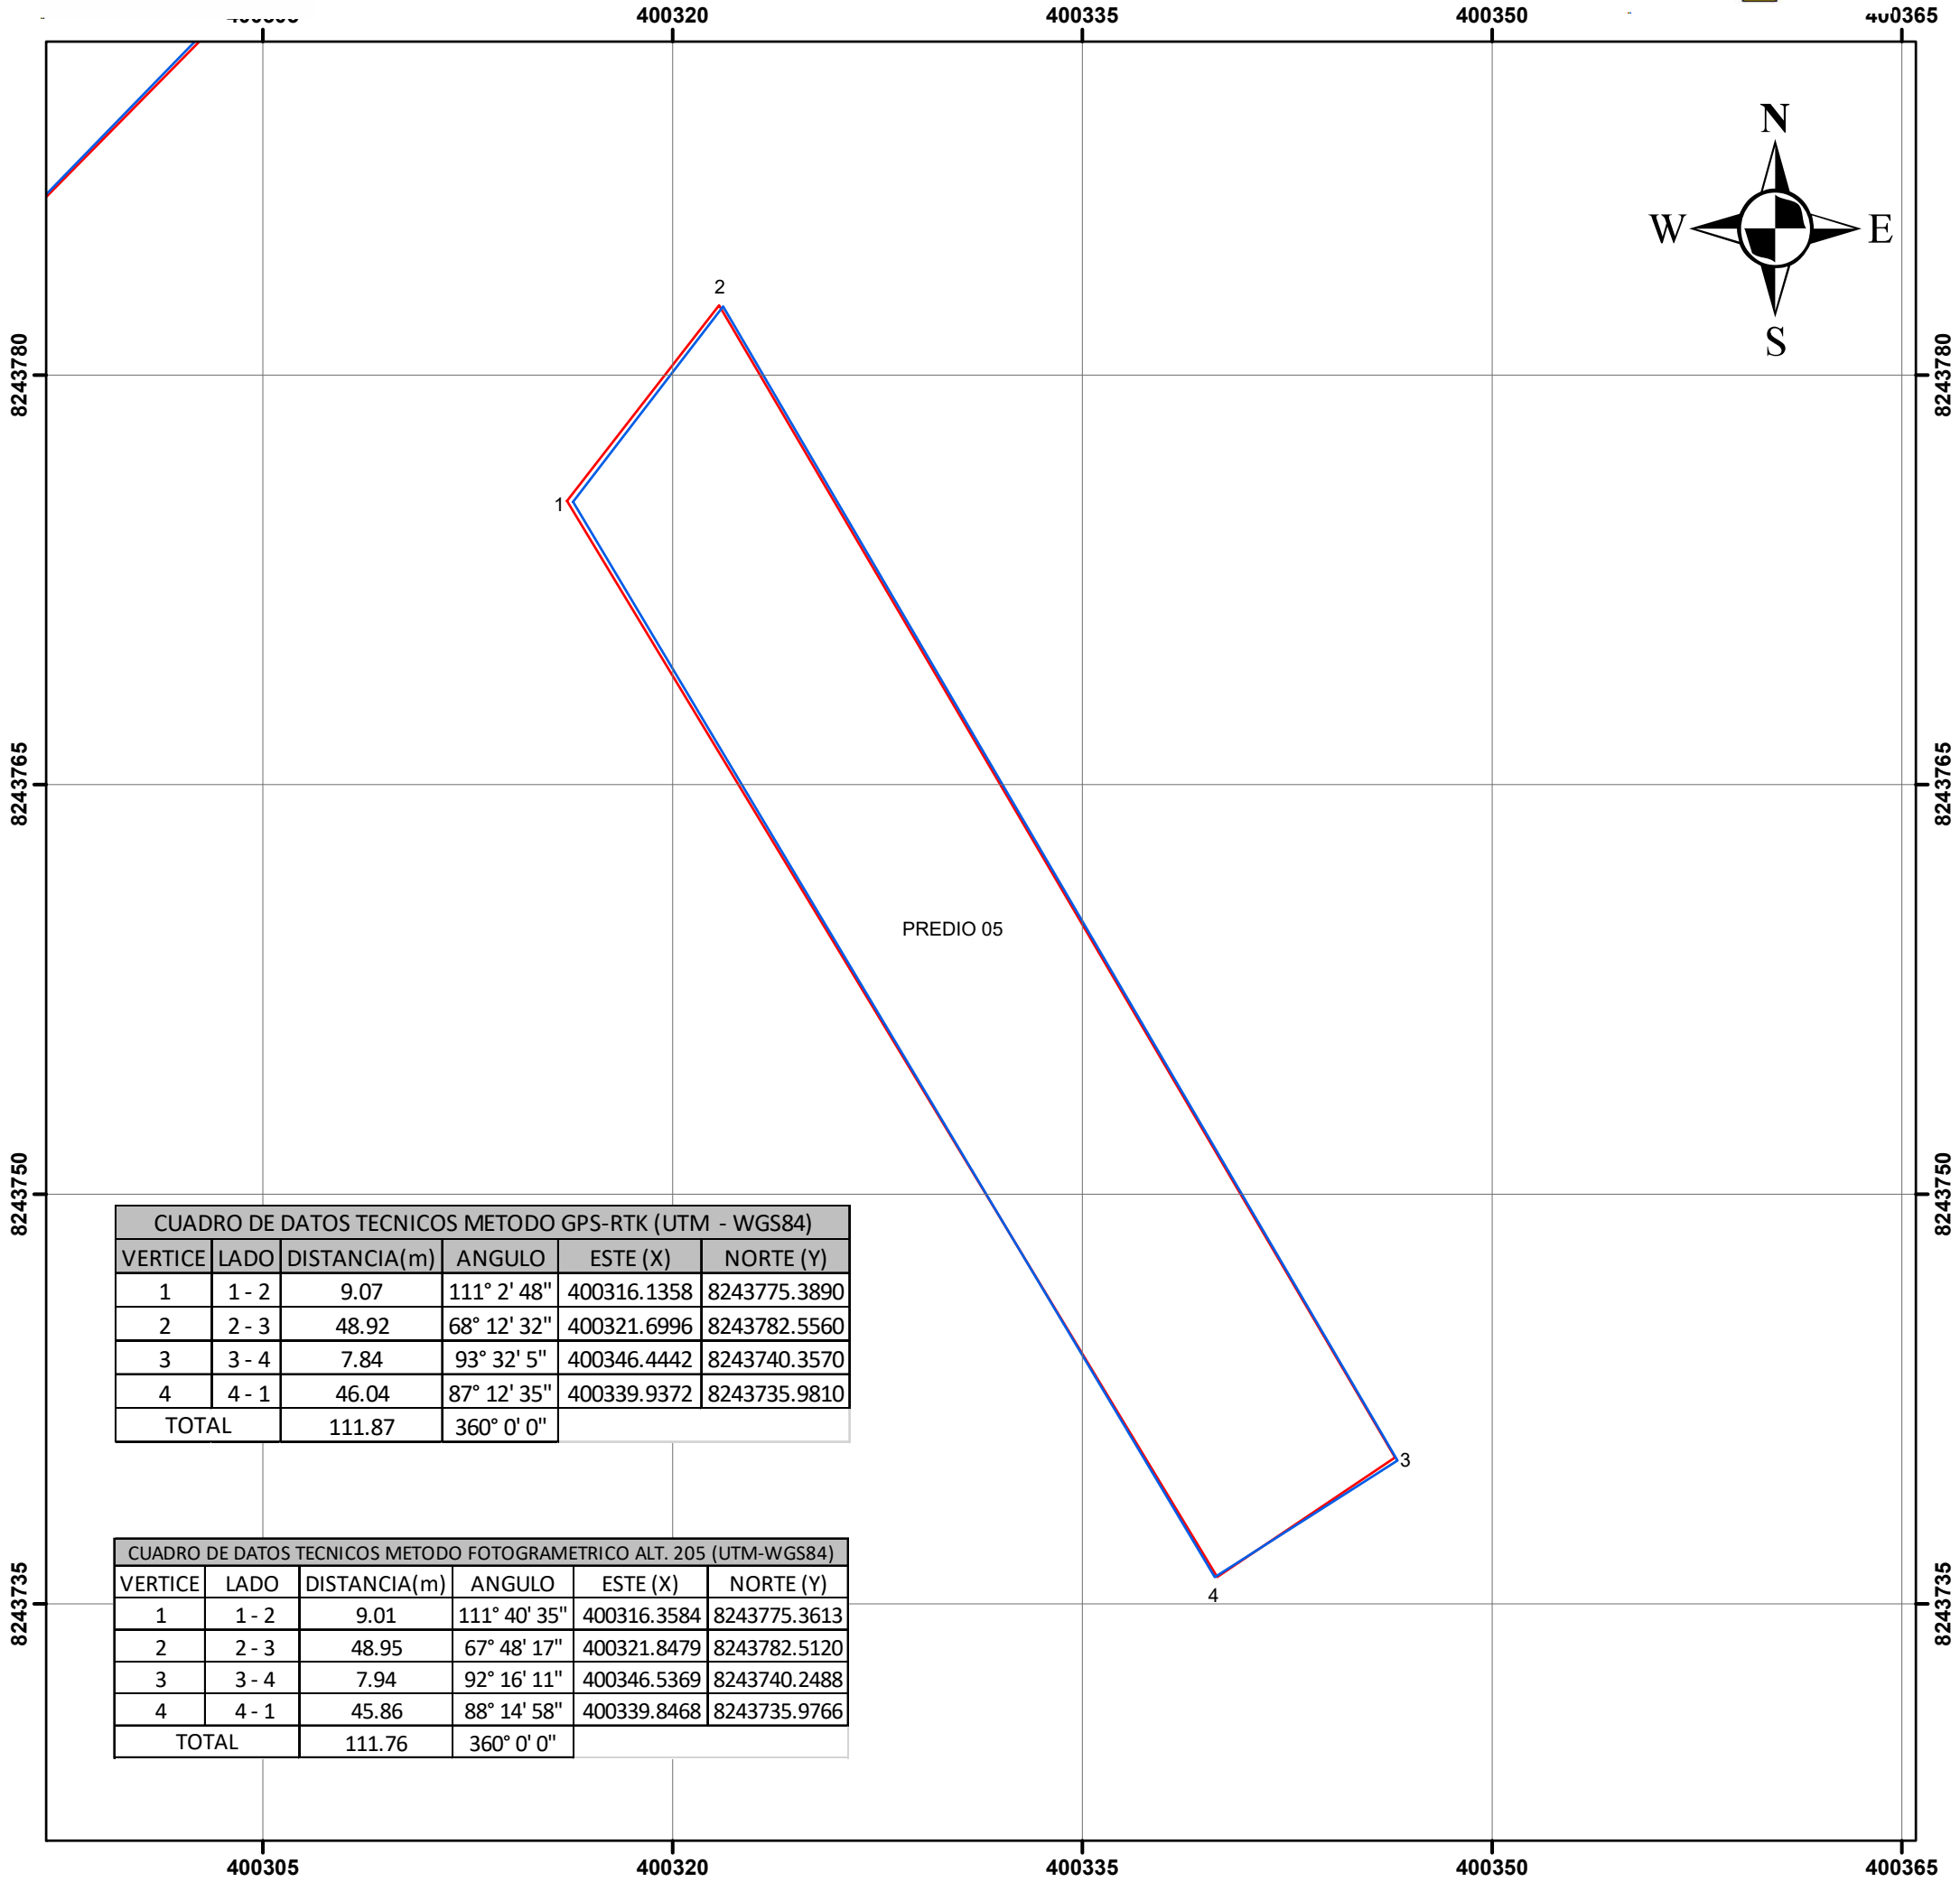 400320 400335 400350 400365
N
W E
S
8243780 8243780
2
1
8243765 8243765
PREDIO 05
8243750 8243750
CUADRO DE DATOS TECNICOS METODO GPS-RTK (UTM - WGS84)
VERTICE LADO DISTANCIA(m) ANGULO ESTE (X) NORTE (Y)
1 1 - 2 9.07 111° 2' 48" 400316.1358 8243775.3890
2 2 - 3 48.92 68° 12' 32" 400321.6996 8243782.5560
3 3 - 4 7.84 93° 32' 5" 400346.4442 8243740.3570
4 4 - 1 46.04 87° 12' 35" 400339.9372 8243735.9810
TOTAL 111.87 360° 0' 0"
3
CUADRO DE DATOS TECNICOS METODO FOTOGRAMETRICO ALT. 205 (UTM-WGS84)
VERTICE LADO DISTANCIA(m) ANGULO ESTE (X) NORTE (Y)
1 1 - 2 9.01 111° 40' 35" 400316.3584 8243775.3613
2 2 - 3 48.95 67° 48' 17" 400321.8479 8243782.5120
3 3 - 4 7.94 92° 16' 11" 400346.5369 8243740.2488
4 4 - 1 45.86 88° 14' 58" 400339.8468 8243735.9766
TOTAL 111.76 360° 0' 0"
4
8243735 8243735
400305 400320 400335 400350 400365